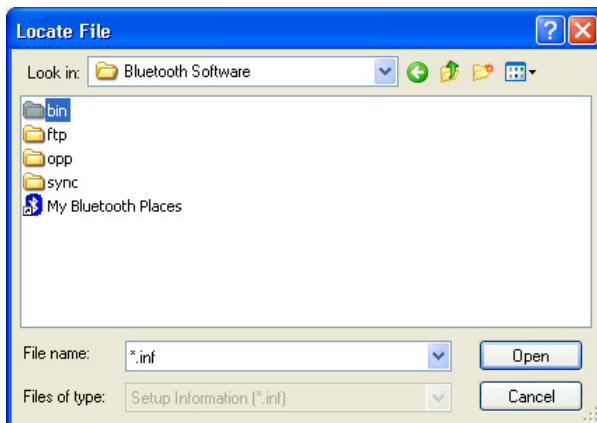 Locate File
Look in: Bluetooth Software
bin
ftp
opp
sync
My Bluetooth Places
File name: *.inf Open
Files of type: Setup Information (*.inf) Cancel